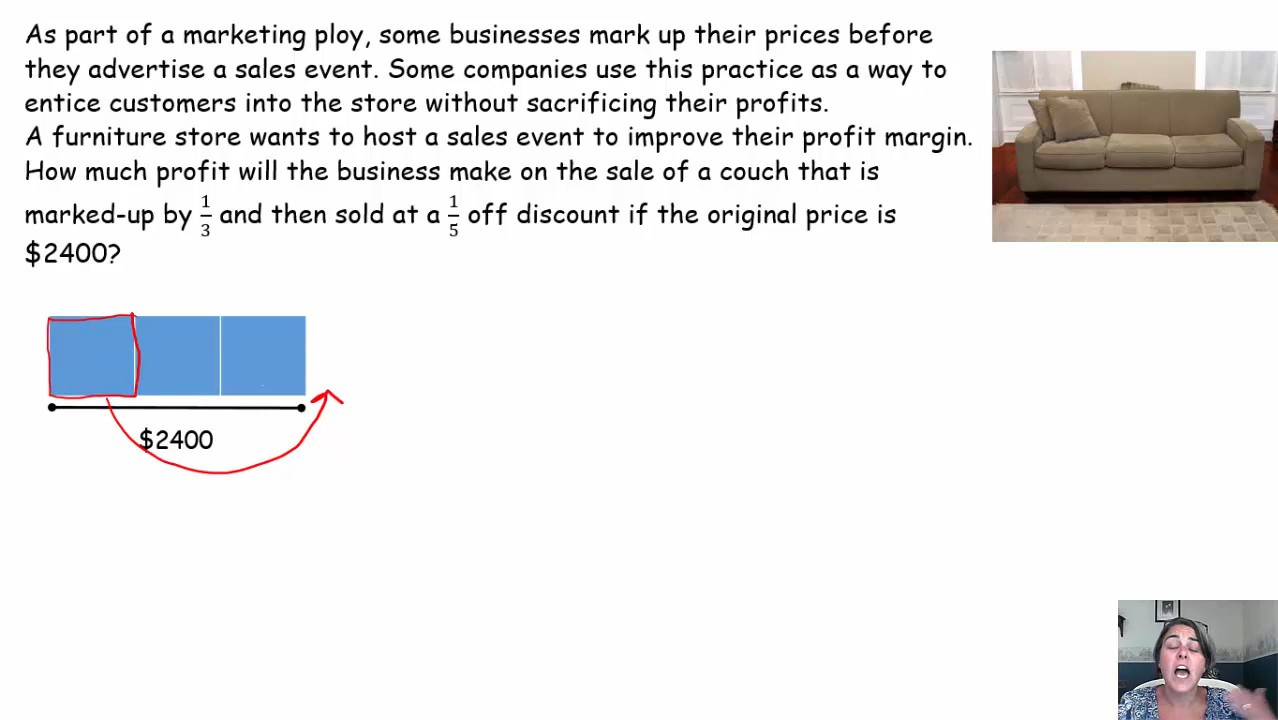 As part of a marketing ploy, some businesses mark up their prices before
they advertise a sales event. Some companies use this practice as a way to
entice customers into the store without sacrificing their profits.
A furniture store wants to host a sales event to improve their profit margin.
How much profit will the business make on the sale of a couch that is
marked-up by 1/3 and then sold at a 1/5 off discount if the original price is
$2400?
$2400